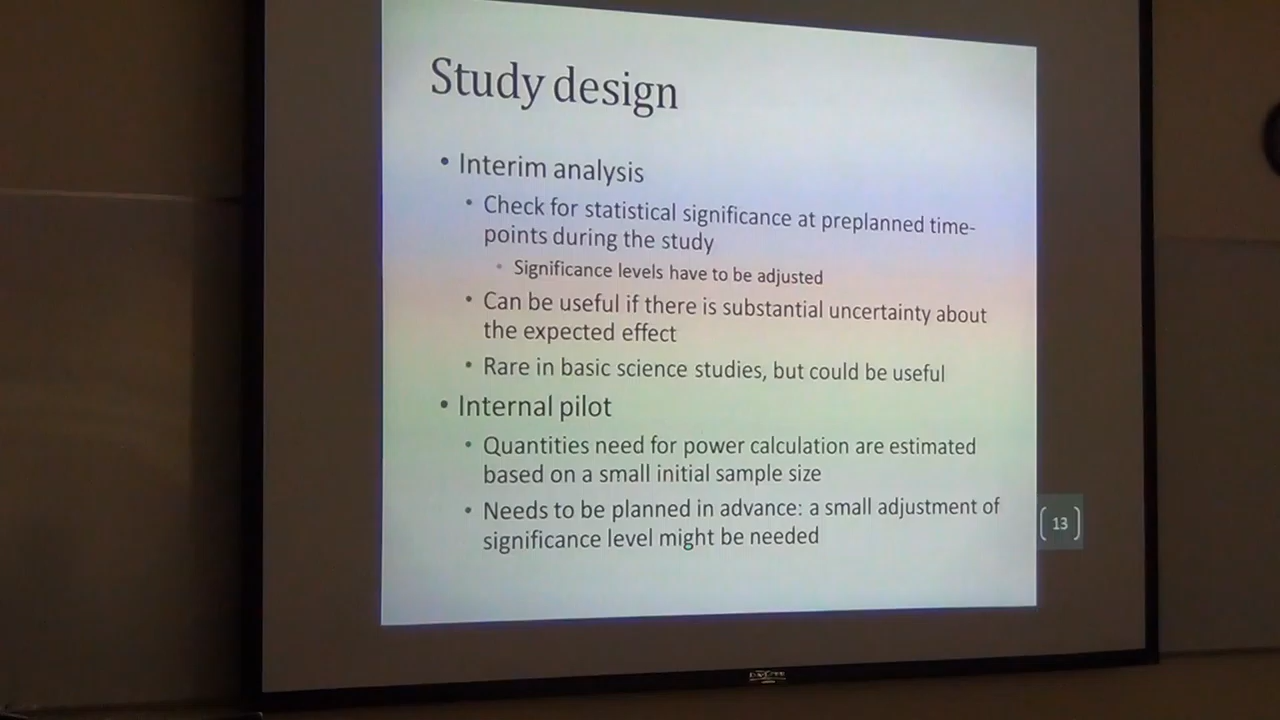 Study design
• Interim analysis
• Check for statistical significance at preplanned time-
points during the study
• Significance levels have to be adjusted
• Can be useful if there is substantial uncertainty about
the expected effect
• Rare in basic science studies, but could be useful
• Internal pilot
• Quantities need for power calculation are estimated
based on a small initial sample size
• Needs to be planned in advance: a small adjustment of
significance level might be needed
13